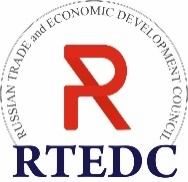 RUSSIAN TRADE and ECONOMIC DEVELOPMENT COUNCIL
RTEDC